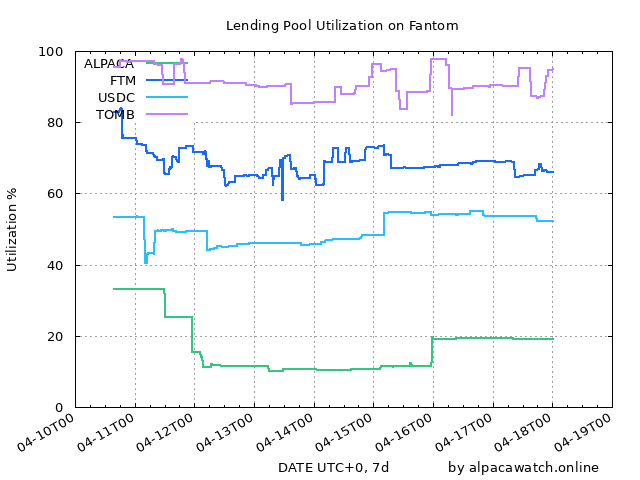 Lending Pool Utilization on Fantom
100
80
60
40
20
0
Utilization %
ALPACA
FTM
USDC
TOMB
04-10T00
04-11T00
04-12T00
04-13T00
04-14T00
04-15T00
04-16T00
04-17T00
04-18T00
04-19T00
DATE UTC+0, 7d
by alpacawatch.online